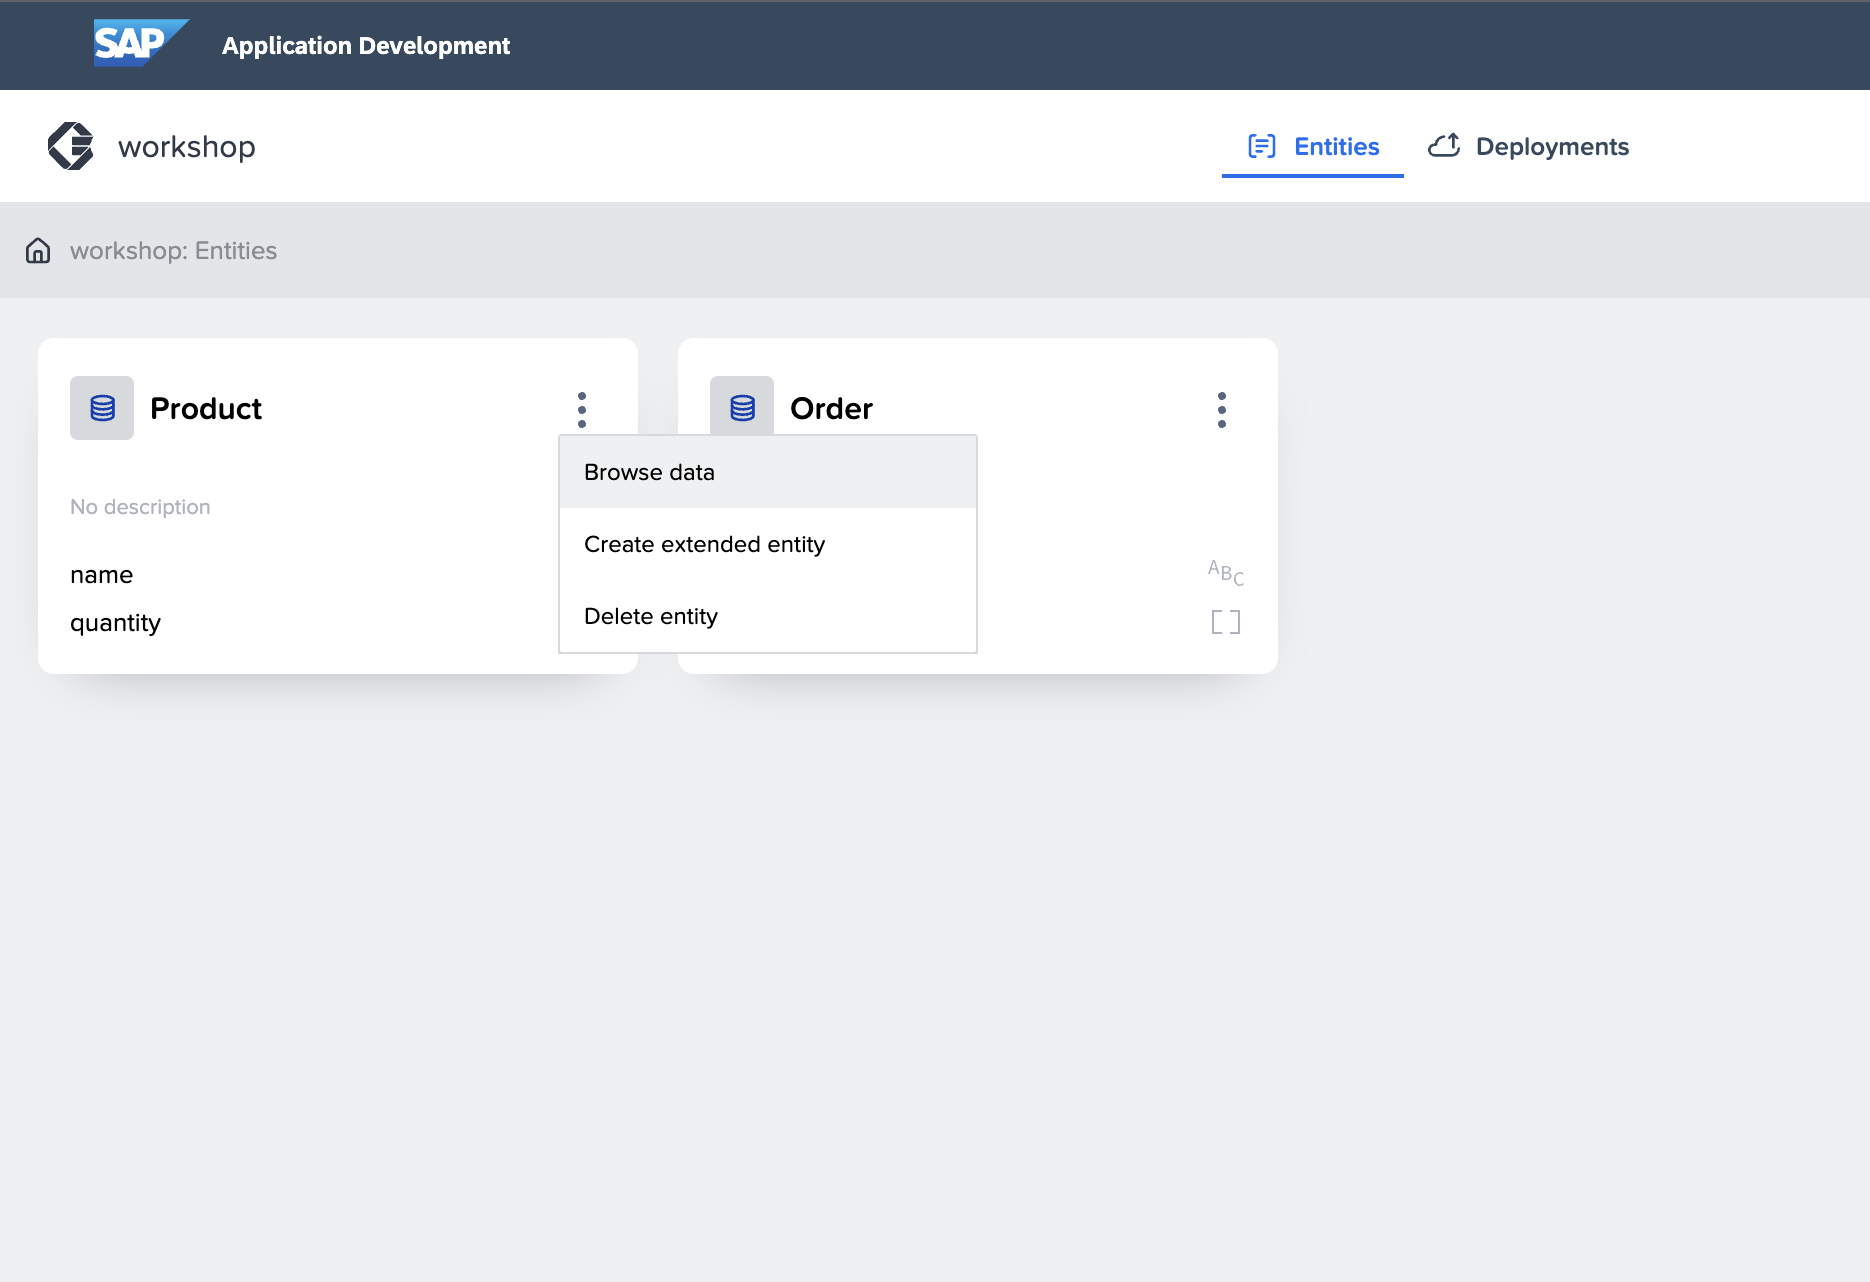 SAP Application Development
workshop
Entities
Deployments
workshop: Entities
Product
Order
Browse data
Create extended entity
Delete entity
No description
name
quantity
ABC
[ ]